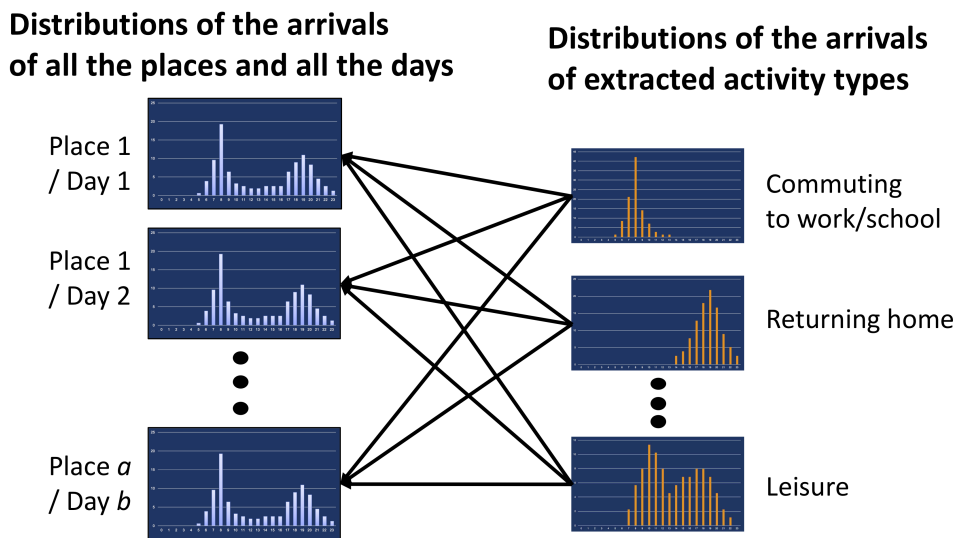 Distributions of the arrivals
of all the places and all the days
Distributions of the arrivals
of extracted activity types
Place 1
/ Day 1
Place 1
/ Day 2
Place a
/ Day b
Commuting
to work/school
Returning home
Leisure